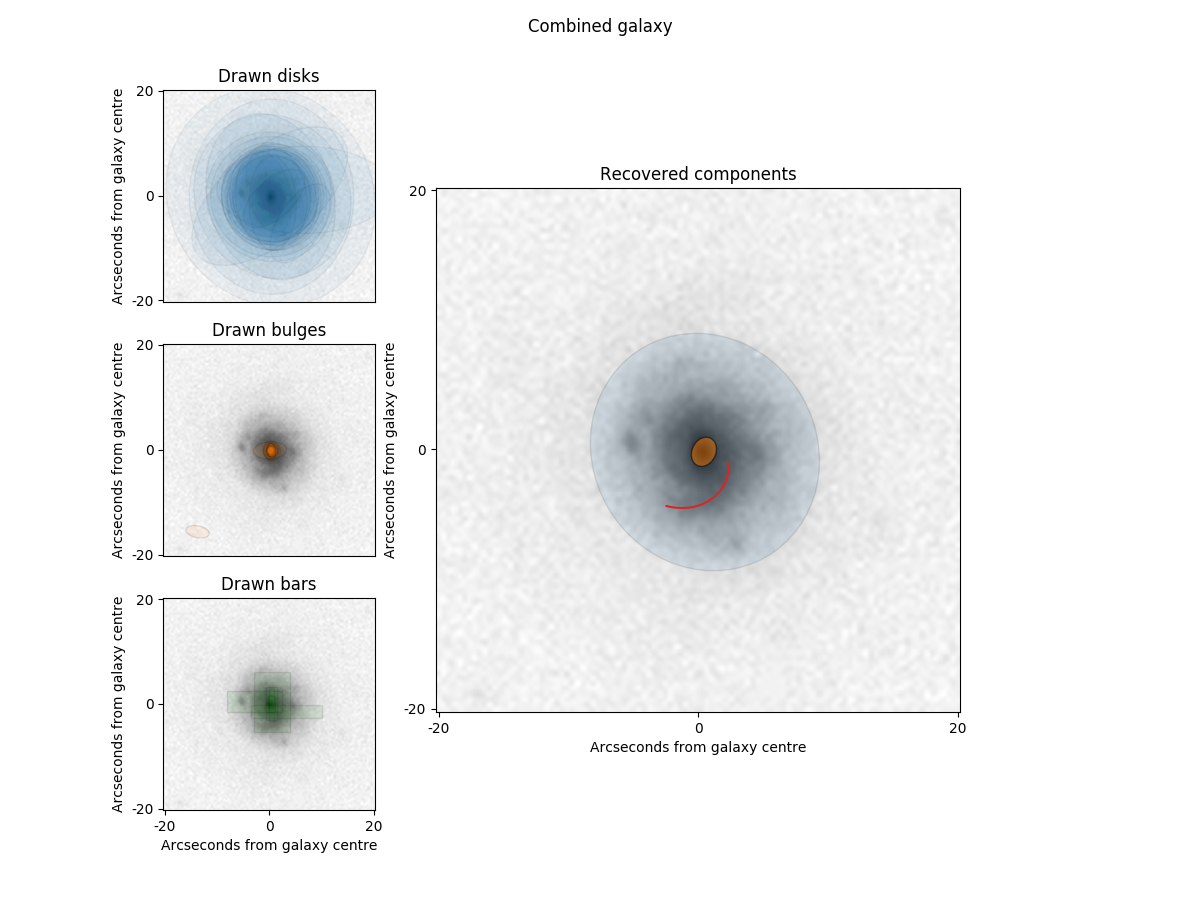 Combined galaxy
Drawn disks
20
0
-20
Arcseconds from galaxy centre
Drawn bulges
20
0
-20
Arcseconds from galaxy centre
Drawn bars
20
0
-20
Arcseconds from galaxy centre
-20 0 20
Arcseconds from galaxy centre
Recovered components
20
0
-20
Arcseconds from galaxy centre
-20 0 20
Arcseconds from galaxy centre